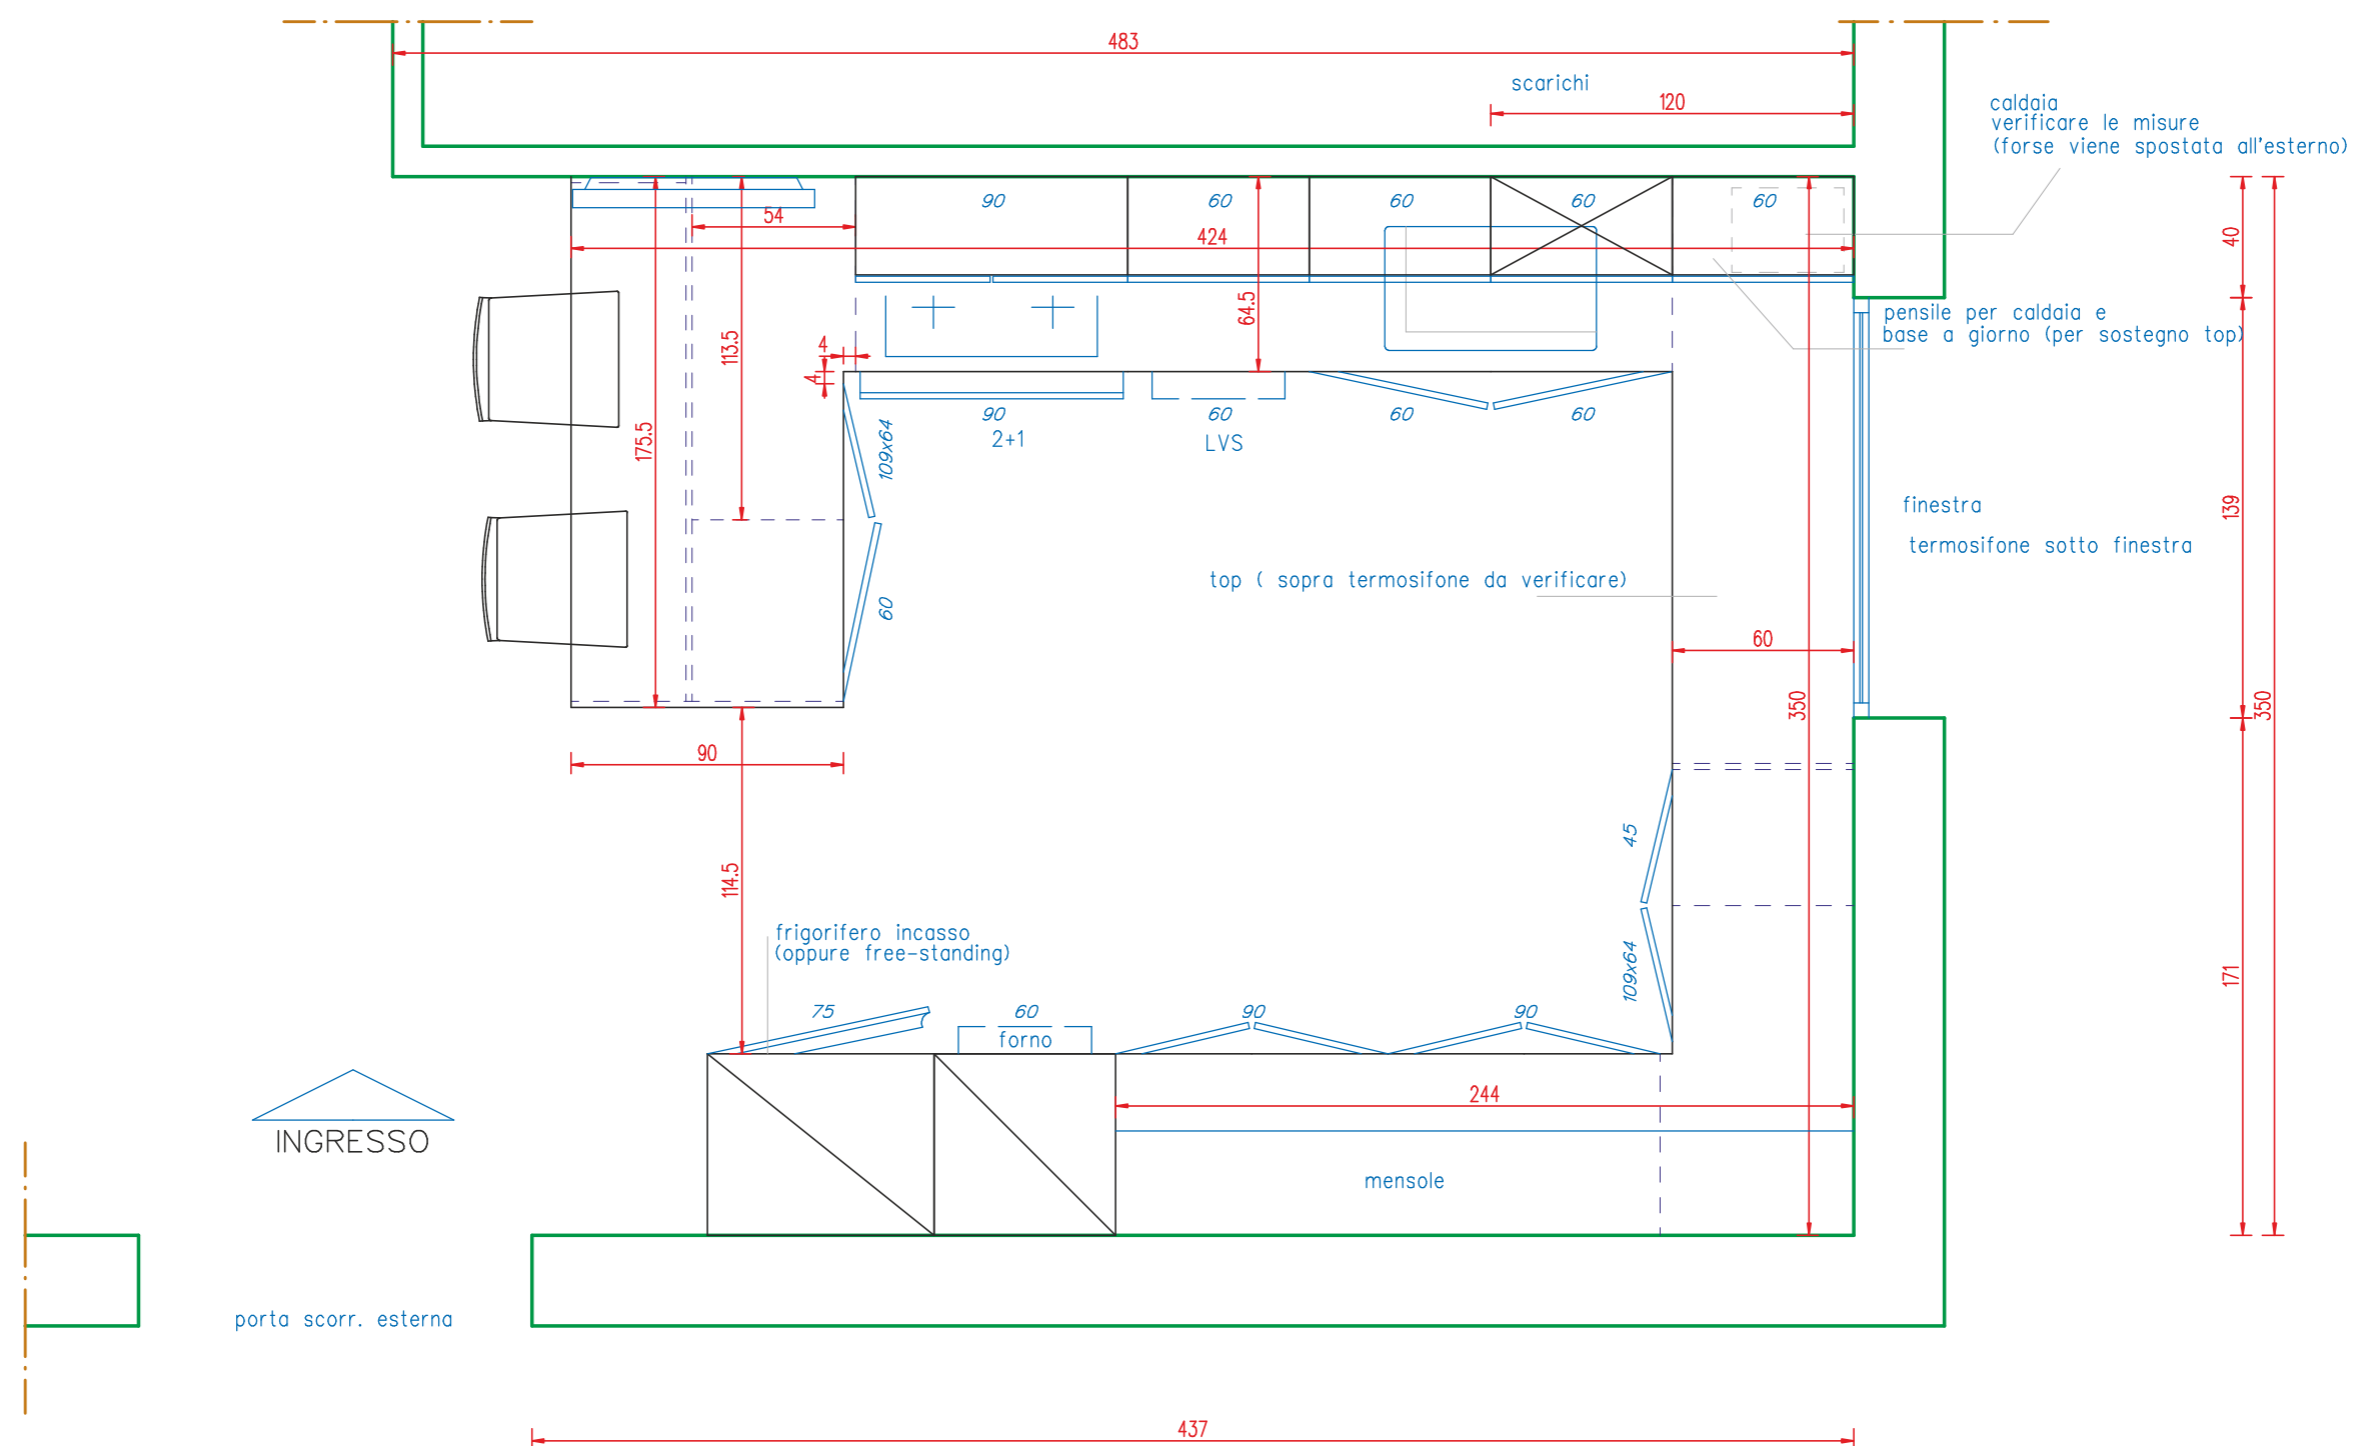 483
scarichi
120
caldaia
verificare le misure
(forse viene spostata all'esterno)
90
60
60
60
60
54
424
40
64.5
pensile per caldaia e
base a giorno (per sostegno top)
113.5
4
4
175.5
90
60
60
60
2+1
LVS
109x64
60
finestra
139
termosifone sotto finestra
top ( sopra termosifone da verificare)
60
350
350
90
114.5
45
109x64
171
frigorifero incasso
(oppure free-standing)
75
60
forno
90
90
244
INGRESSO
mensole
porta scorr. esterna
437